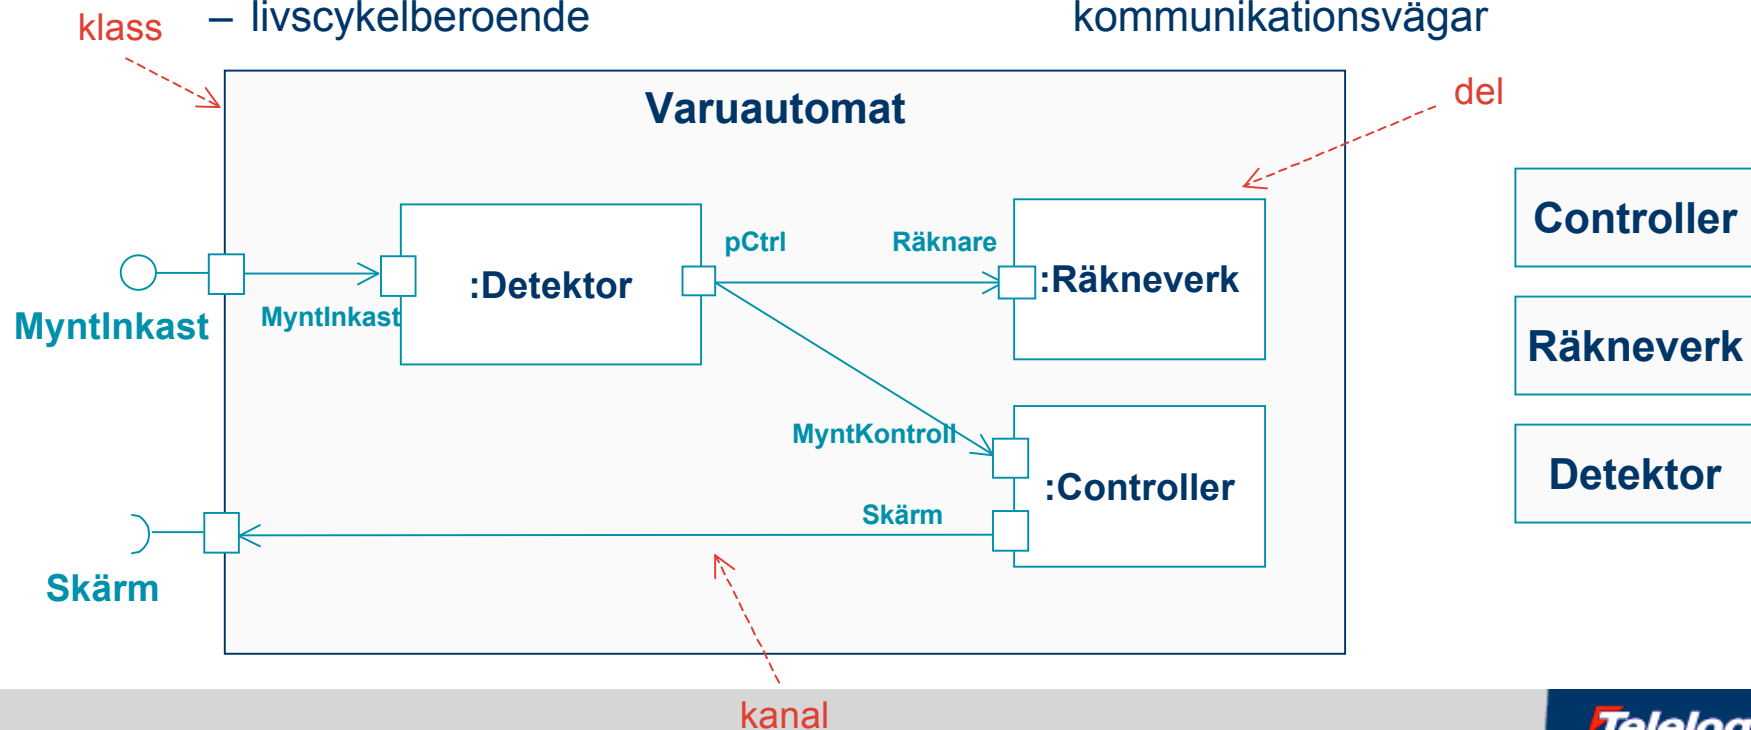 – livscykelberoende
kommunikationsvägar
klass
del
Varuautomat
Controller
pCtrl
Räknare
:Detektor
:Räkneverk
MyntInkast
MyntInkast
Räkneverk
MyntKontroll
:Controller
Detektor
Skärm
Skärm
kanal